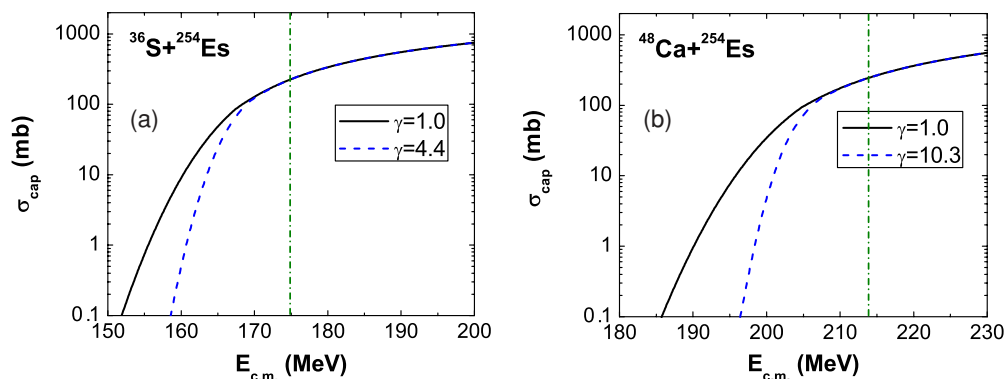 ³⁶S+²⁵⁴Es
(a)
γ=1.0
γ=4.4
σcap (mb)
1000
100
10
1
0.1
150 160 170 180 190 200
E c.m. (MeV)
⁴⁸Ca+²⁵⁴Es
(b)
γ=1.0
γ=10.3
σcap (mb)
1000
100
10
1
0.1
180 190 200 210 220 230
E c.m. (MeV)